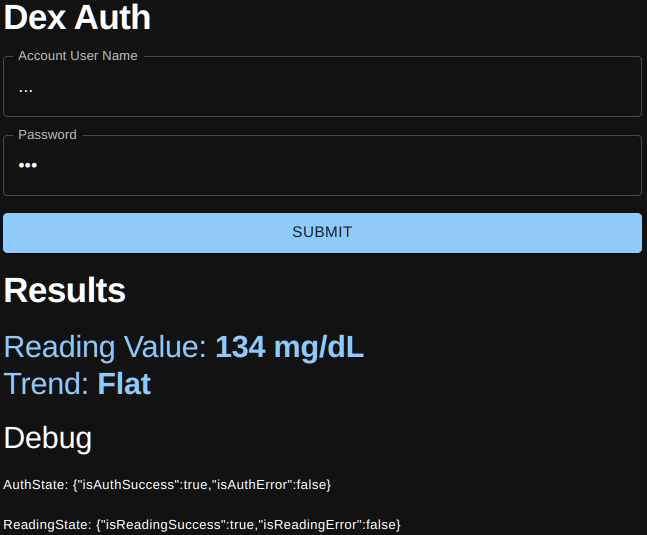 Dex Auth
Account User Name
...
Password
•••
SUBMIT
Results
Reading Value: 134 mg/dL
Trend: Flat
Debug
AuthState: {"isAuthSuccess":true,"isAuthError":false}
ReadingState: {"isReadingSuccess":true,"isReadingError":false}